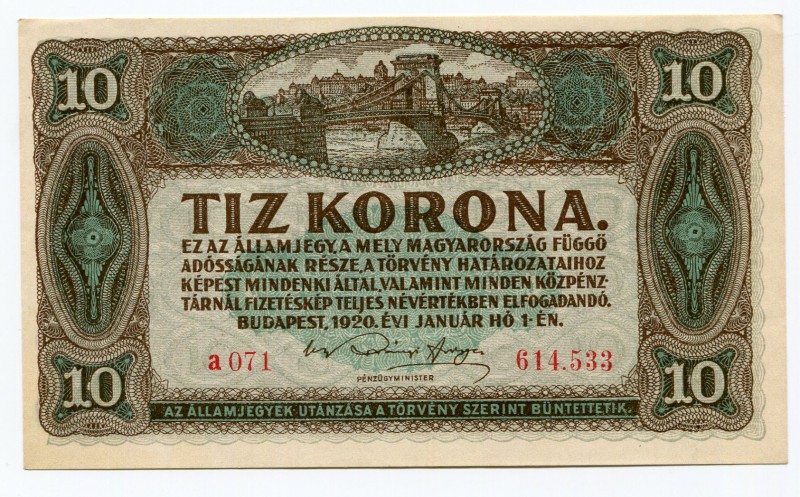 10 10
TIZ KORONA.
EZ AZ ÁLLAMJEGY, A MELY MAGYARORSZÁG FÜGGŐ
ADÓSSÁGÁNAK RÉSZE, A TÖRVÉNY HATÁROZATAIHOZ
KÉPEST MINDENKI ÁLTAL, VALAMINT MINDEN KÖZPÉNZ-
TÁRNÁL FIZETÉSKÉP TELJES NÉVÉRTÉKBEN ELFOGADANDÓ.
BUDAPEST, 1920. ÉVI JANUÁR HÓ 1-ÉN.
a 071 614.533
PÉNZÜGYMINISTER
10 10
AZ ÁLLAMJEGYEK UTÁNZÁSA A TÖRVÉNY SZERINT BÜNTETTETIK.